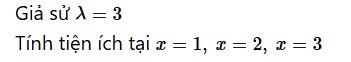 Giả sử λ = 3
Tính tiện ích tại x = 1, x = 2, x = 3